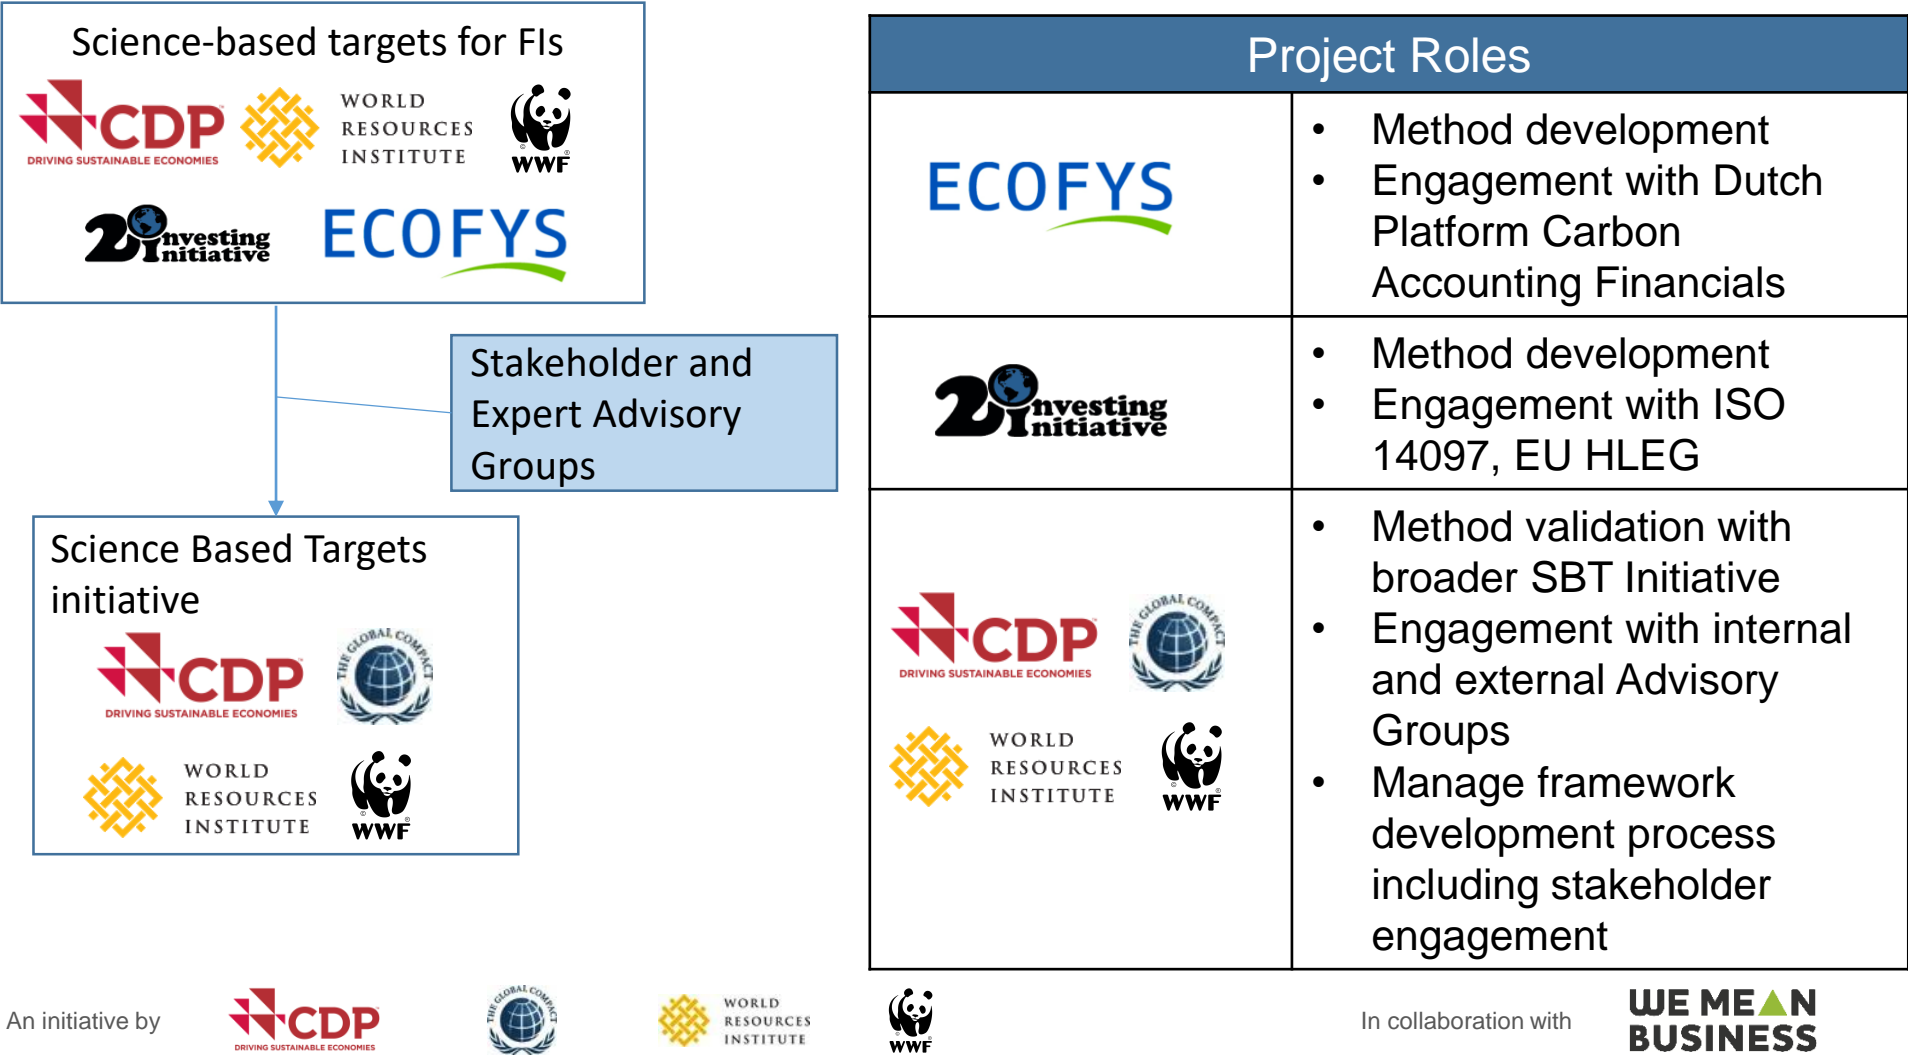 Science-based targets for FIs
CDP
DRIVING SUSTAINABLE ECONOMIES
WORLD
RESOURCES
INSTITUTE
WWF
2° Investing
Initiative
ECOFYS
Stakeholder and
Expert Advisory
Groups
Science Based Targets
initiative
CDP
DRIVING SUSTAINABLE ECONOMIES
THE GLOBAL COMPACT
WORLD
RESOURCES
INSTITUTE
WWF
Project Roles
ECOFYS
• Method development
• Engagement with Dutch
Platform Carbon
Accounting Financials
2° Investing
Initiative
• Method development
• Engagement with ISO
14097, EU HLEG
CDP
DRIVING SUSTAINABLE ECONOMIES
THE GLOBAL COMPACT
WORLD
RESOURCES
INSTITUTE
WWF
• Method validation with
broader SBT Initiative
• Engagement with internal
and external Advisory
Groups
• Manage framework
development process
including stakeholder
engagement
An initiative by
CDP
DRIVING SUSTAINABLE ECONOMIES
THE GLOBAL COMPACT
WORLD
RESOURCES
INSTITUTE
WWF
In collaboration with
WE MEAN
BUSINESS